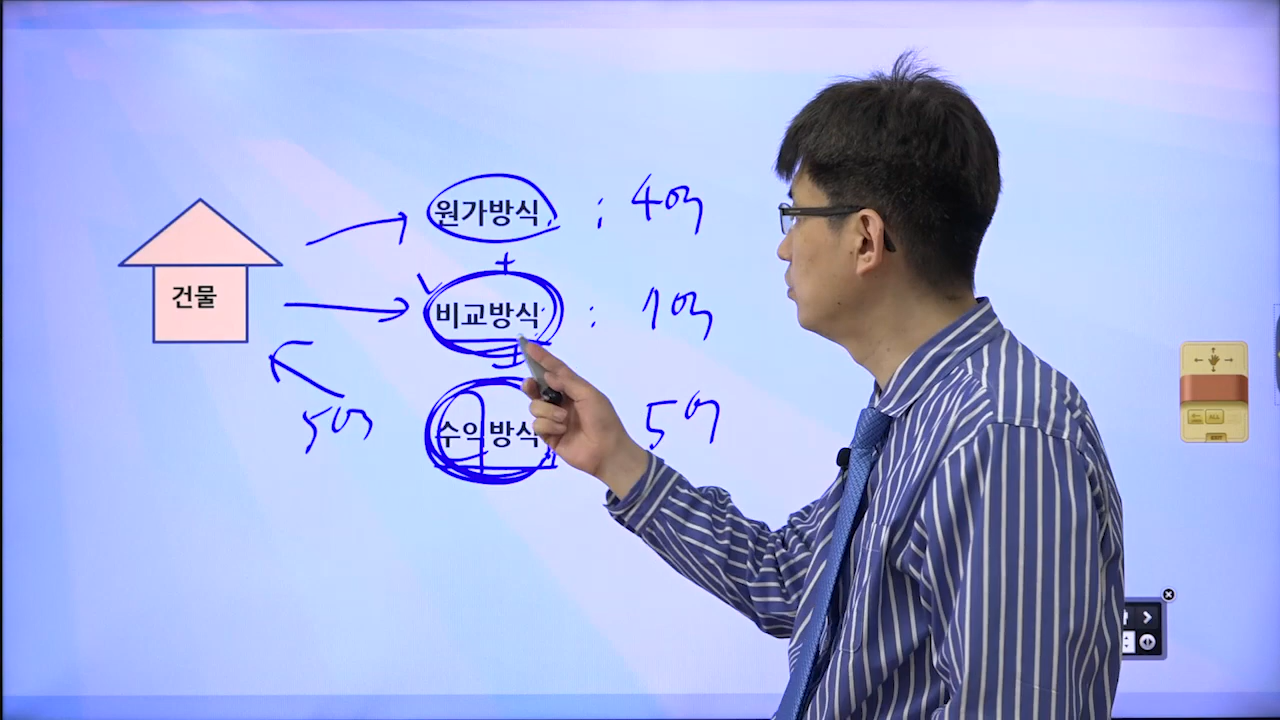 원가방식 : 4억
+
건물
비교방식 : 1억
+
5억
수익방식 5억